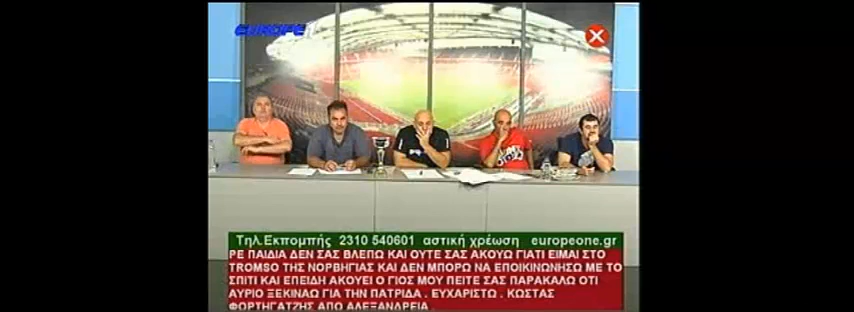 EUROPE 1
Τηλ.Εκπομπής 2310 540601 αστική χρέωση europeone.gr
ΡΕ ΠΑΙΔΙΑ ΔΕΝ ΣΑΣ ΒΛΕΠΩ ΚΑΙ ΟΥΤΕ ΣΑΣ ΑΚΟΥΩ ΓΙΑΤΙ ΕΙΜΑΙ ΣΤΟ
TROMSO ΤΗΣ ΝΟΡΒΗΓΙΑΣ ΚΑΙ ΔΕΝ ΜΠΟΡΩ ΝΑ ΕΠΟΙΚΙΝΩΝΗΣΩ ΜΕ ΤΟ
ΣΠΙΤΙ ΚΑΙ ΕΠΕΙΔΗ ΑΚΟΥΕΙ Ο ΓΙΟΣ ΜΟΥ ΠΕΙΤΕ ΣΑΣ ΠΑΡΑΚΑΛΩ ΟΤΙ
ΑΥΡΙΟ ΞΕΚΙΝΑΩ ΓΙΑ ΤΗΝ ΠΑΤΡΙΔΑ . ΕΥΧΑΡΙΣΤΩ . ΚΩΣΤΑΣ
ΦΟΡΤΗΓΑΤΖΗΣ ΑΠΩ ΑΛΕΞΑΝΔΡΕΙΑ .